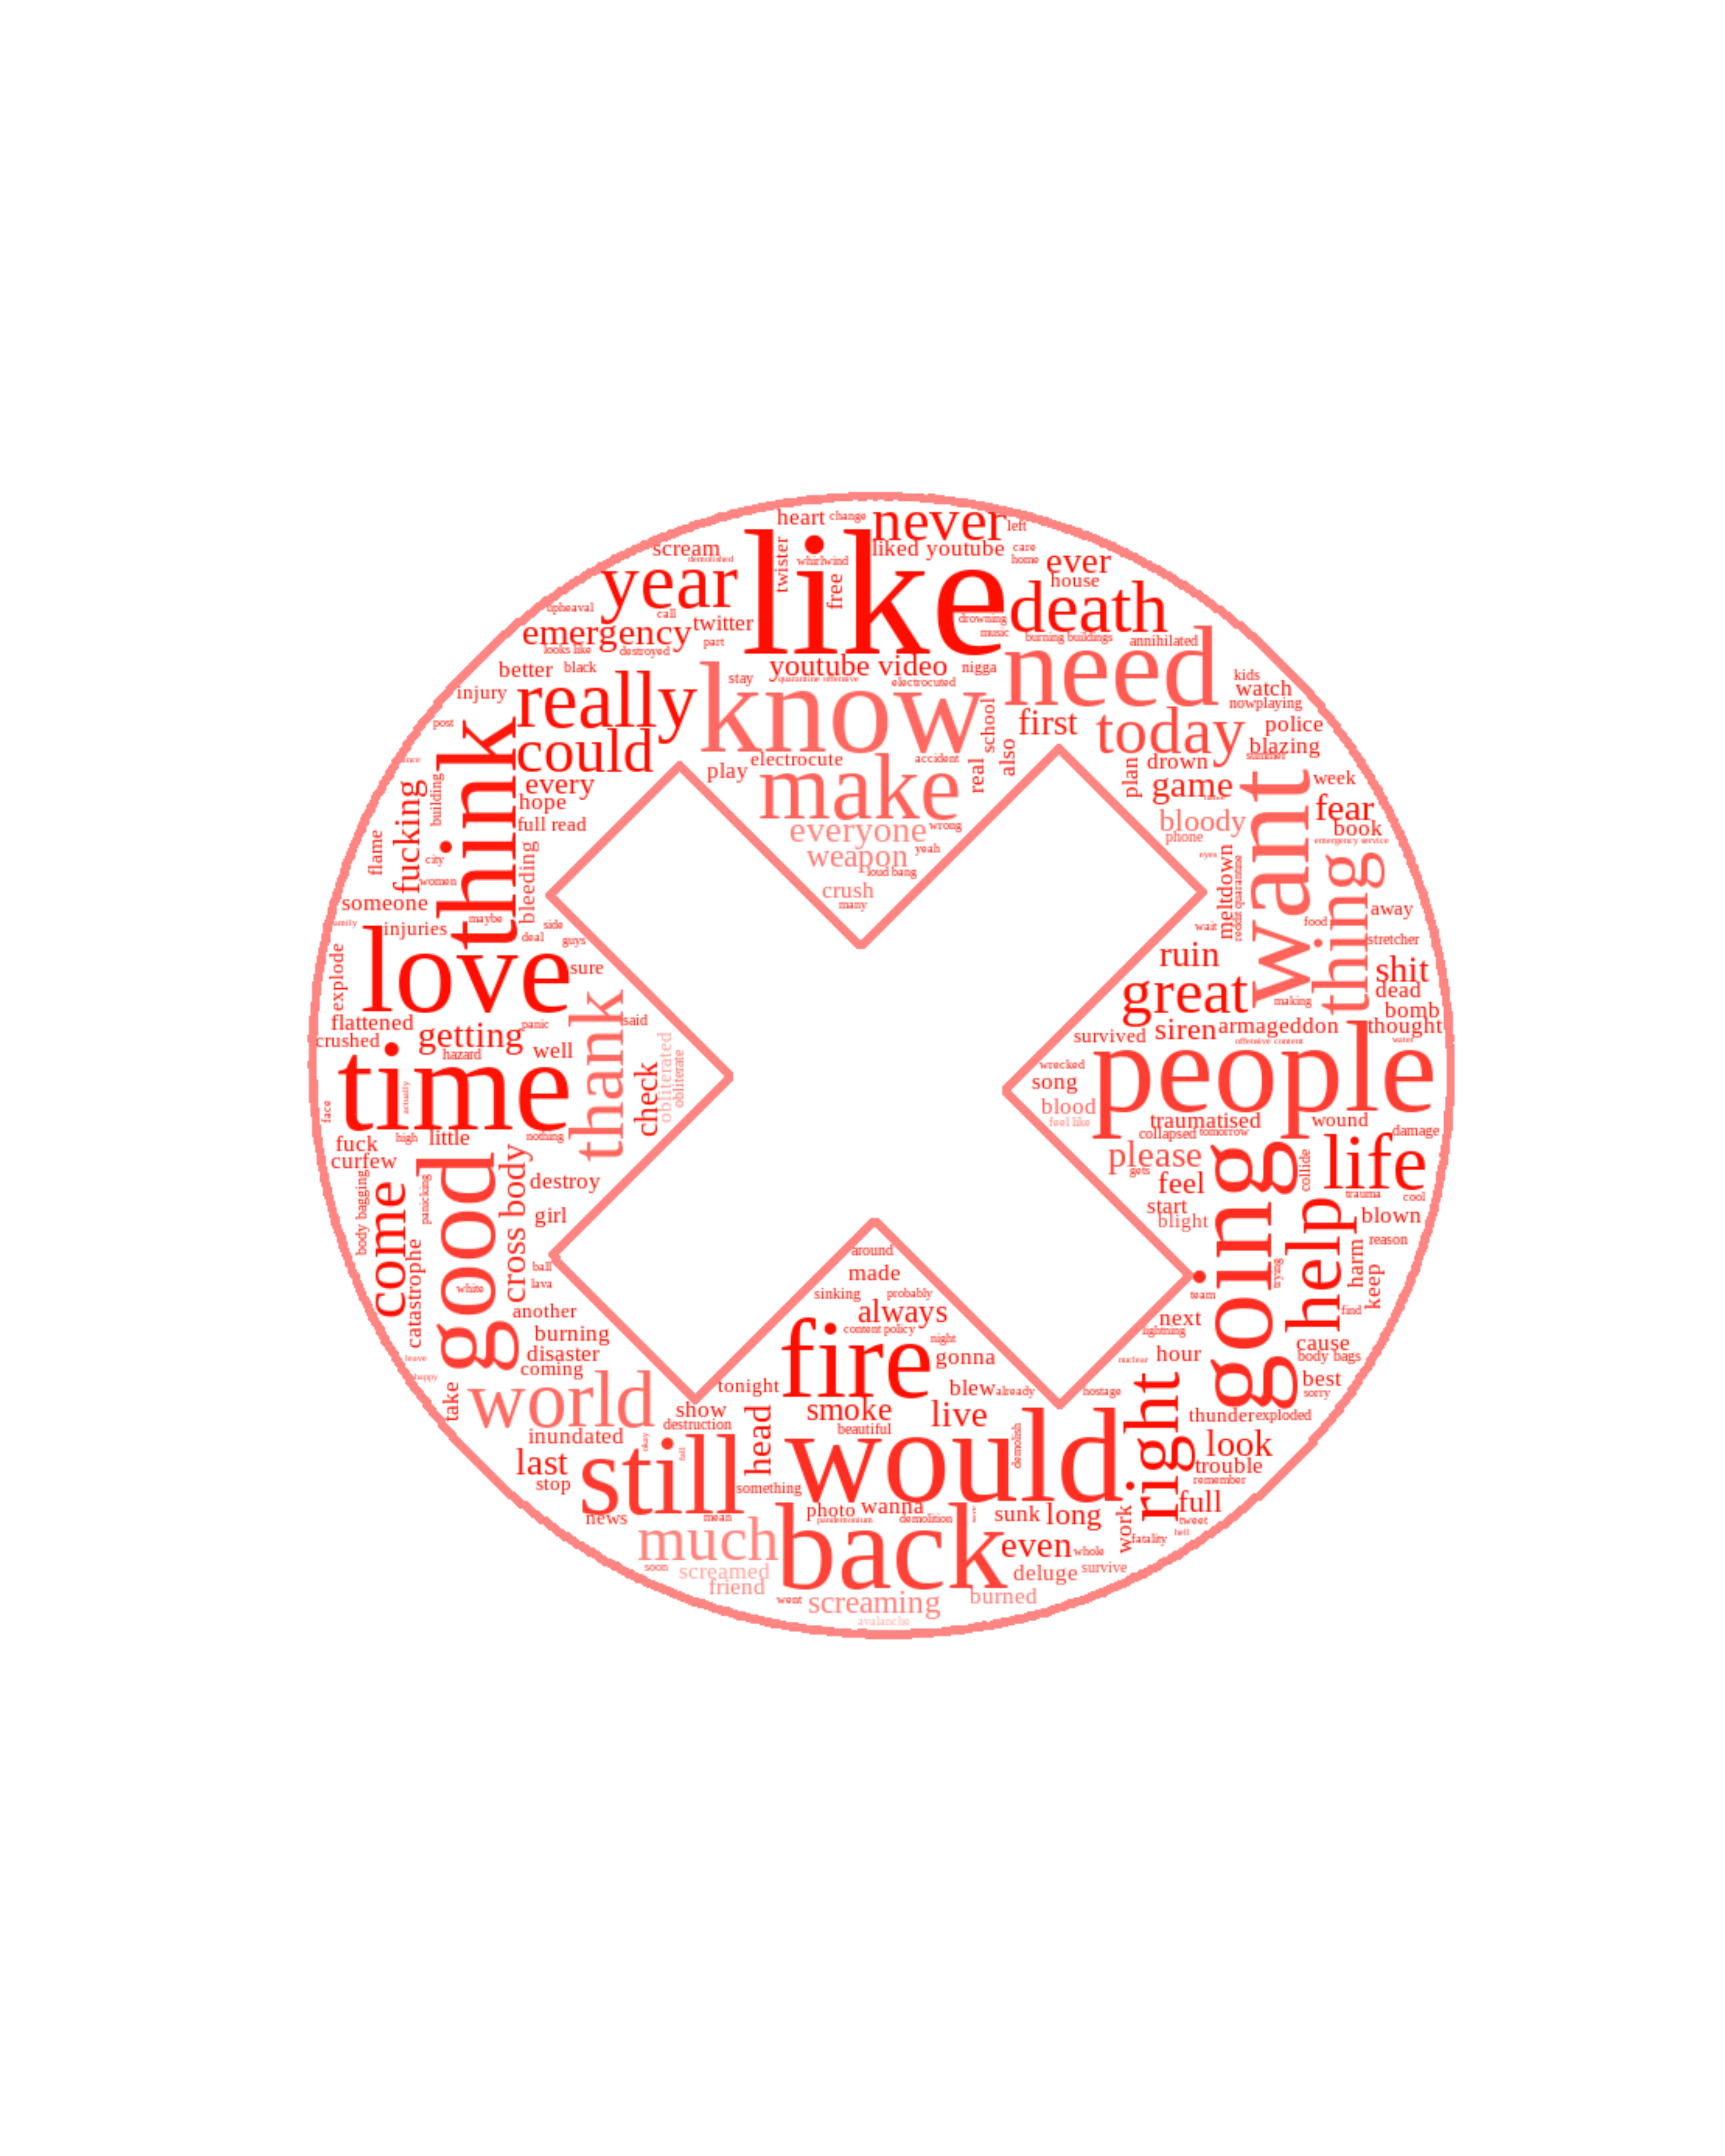 heart
change
never
left
scream
demolished
twister
whirlwind
like
liked youtube
care
home
ever
house
year
free
death
upheaval
call
twitter
drowning
music
burning buildings
annihilated
emergency
looks like
destroyed
part
better
black
youtube video
nigga
need
kids
injury
really
stay
quarantine offensive
electrocuted
know
watch
nowplaying
post
could
school
first
today
police
think
play
electrocute
accident
also
plan
drown
blazing
summer
fucking
building
every
make
real
game
want
week
hope
fear
full read
everyone
wrong
bloody
phone
book
flame
weapon
yeah
emergency service
city
women
bleeding
loud bang
eyes
meltdown
reddit quarantine
thing
crush
many
someone
family
maybe
injuries
side
deal
guys
wait
food
away
stretcher
explode
love
sure
ruin
shit
dead
great
making
bomb
flattened
getting
panic
thank
said
survived
siren
armageddon
thought
offensive content
water
crushed
hazard
well
time
check
obliterated
obliterate
wrecked
song
people
face
actually
blood
feel like
traumatised
wound
damage
collapsed
tomorrow
fuck
high
little
nothing
curfew
please
gets
feel
going
collide
life
trauma
cool
body bagging
come
panicking
good
cross body
destroy
girl
start
blight
help
blown
reason
catastrophe
white
ball
lava
around
made
sinking
probably
team
trying
harm
keep
find
another
always
content policy
night
next
lightning
burning
fire
gonna
nuclear
hour
cause
body bags
disaster
coming
leave
happy
take
world
tonight
blew
already
hostage
right
best
sorry
show
destruction
head
smoke
beautiful
live
thunder
exploded
inundated
okay
fall
would
demolish
look
last
stop
still
something
trouble
remember
news
mean
photo
wanna
pandemonium
demolition
sunk
long
work
full
tweet
hell
much
back
even
whole
fatality
soon
screamed
deluge
survive
friend
went
screaming
burned
avalanche